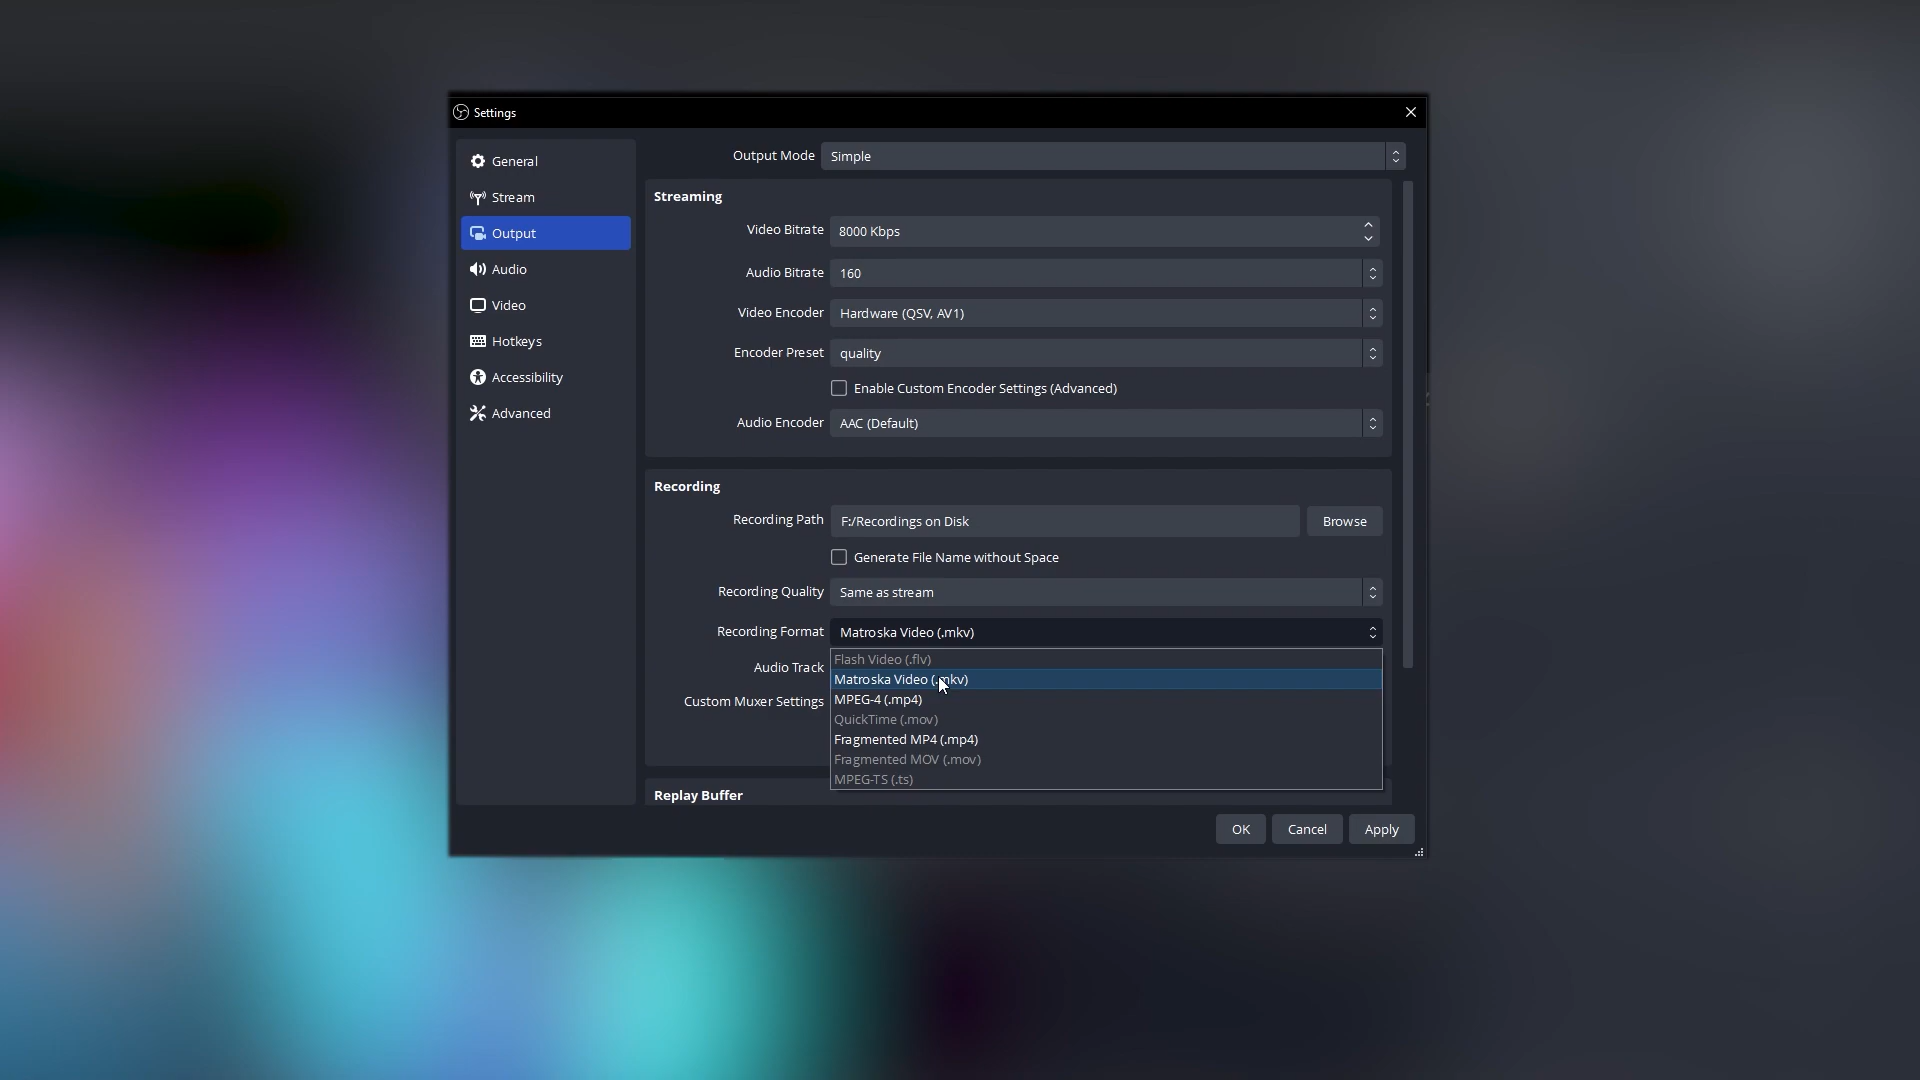 Settings
General
Stream
Output
Audio
Video
Hotkeys
Accessibility
Advanced
Output Mode Simple
Streaming
Video Bitrate 8000 Kbps
Audio Bitrate 160
Video Encoder Hardware (QSV, AV1)
Encoder Preset quality
Enable Custom Encoder Settings (Advanced)
Audio Encoder AAC (Default)
Recording
Recording Path F:/Recordings on Disk Browse
Generate File Name without Space
Recording Quality Same as stream
Recording Format Matroska Video (.mkv)
Audio Track
Custom Muxer Settings
Flash Video (.flv)
Matroska Video (.mkv)
MPEG-4 (.mp4)
QuickTime (.mov)
Fragmented MP4 (.mp4)
Fragmented MOV (.mov)
MPEG-TS (.ts)
Replay Buffer
OK Cancel Apply